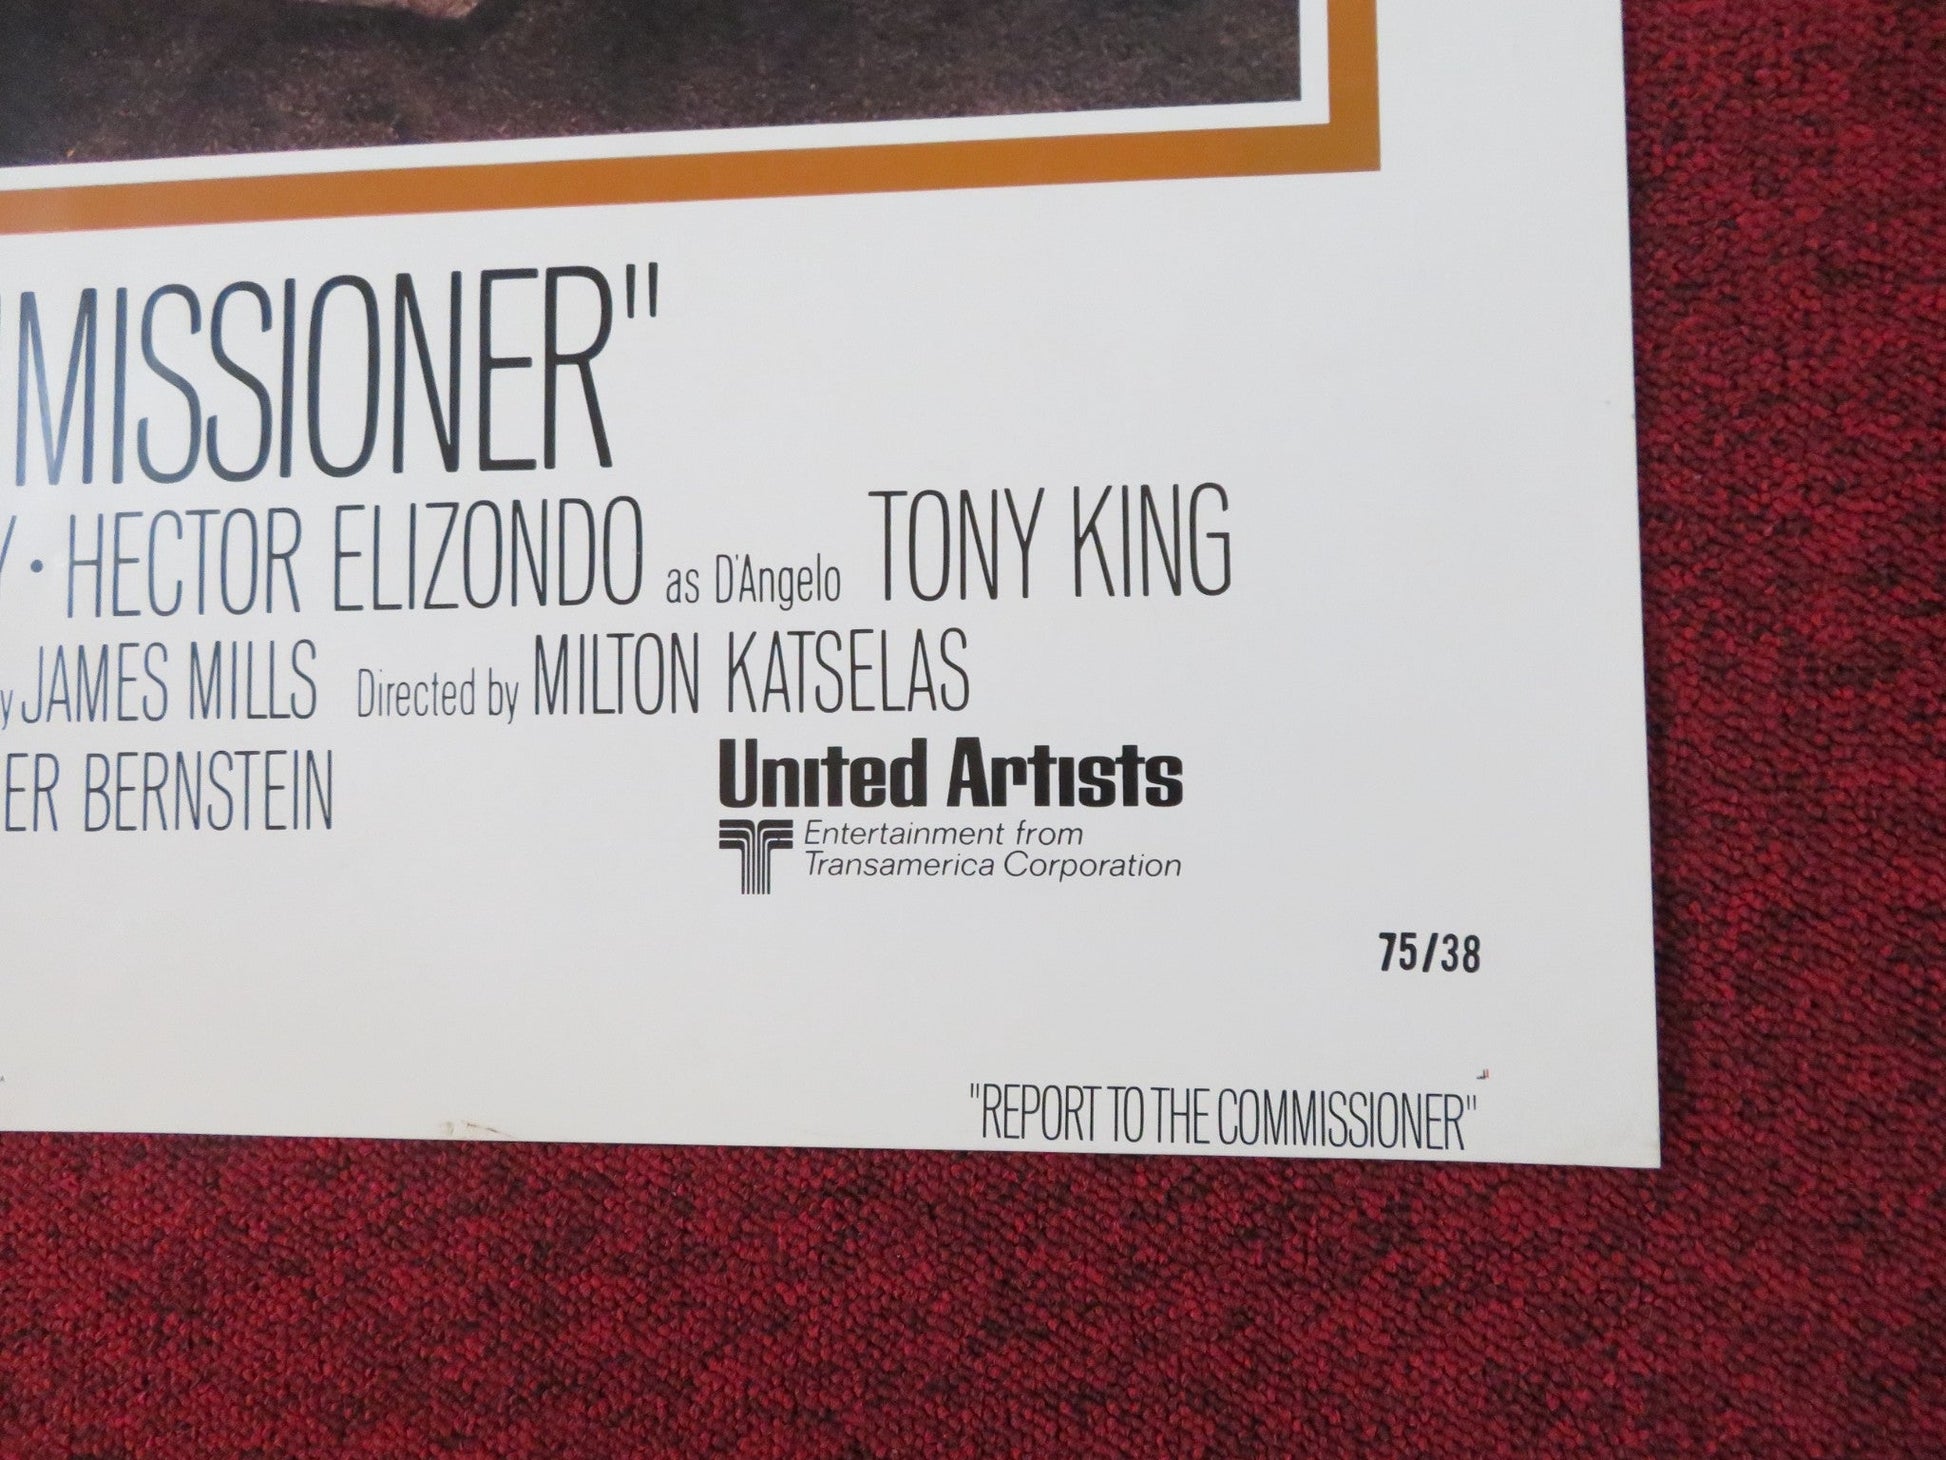 MISSIONER"
Y · HECTOR ELIZONDO as D'Angelo TONY KING
y JAMES MILLS Directed by MILTON KATSELAS
ER BERNSTEIN
United Artists
Entertainment from
Transamerica Corporation
75/38
"REPORT TO THE COMMISSIONER"